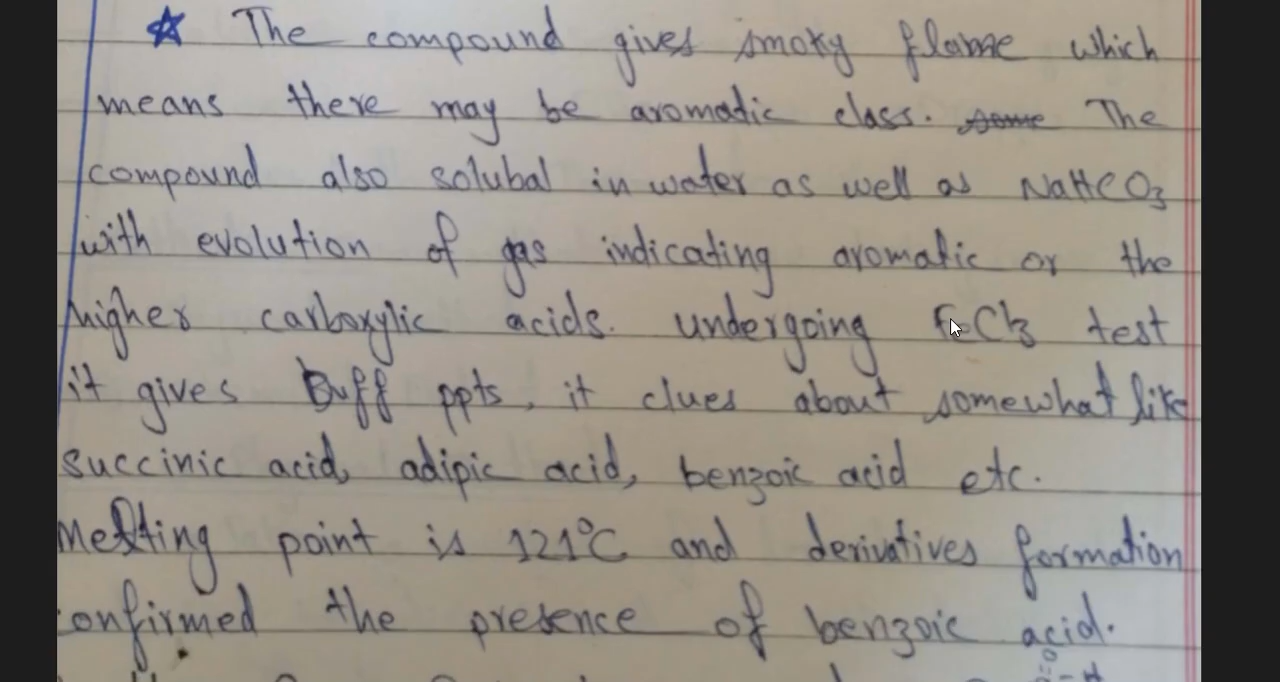 ☆ The compound gives smoky flame which
means there may be aromatic class. some The
compound also solubal in water as well as NaHCO3
with evolution of gas indicating aromatic or the
higher carboxylic acids. undergoing FeCl3 test
it gives Buff ppts, it clues about somewhat like
succinic acid, adipic acid, benzoic acid etc.
Melting point is 121°C and derivatives formation
onfirmed the presence of benzoic acid.